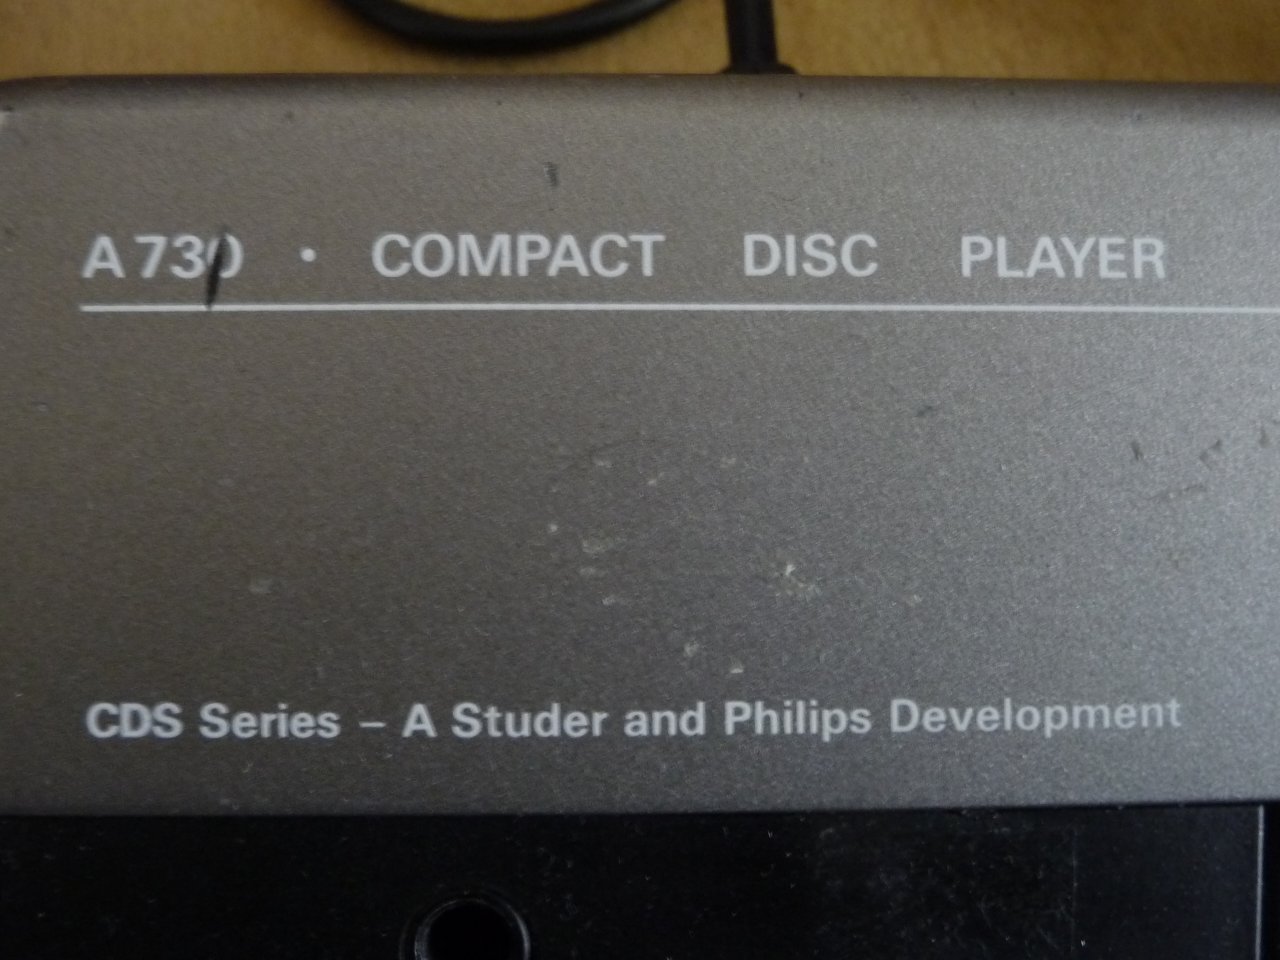 A730 • COMPACT DISC PLAYER
CDS Series – A Studer and Philips Development